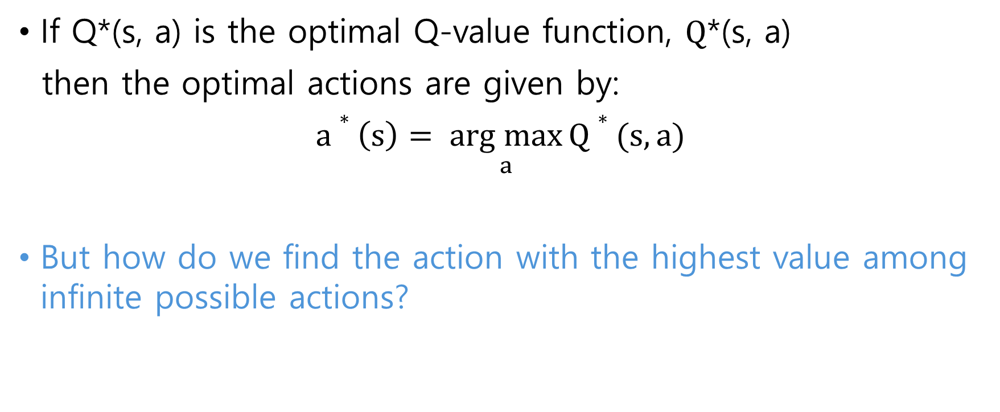 • If Q*(s, a) is the optimal Q-value function, Q*(s, a)
then the optimal actions are given by:
a * (s) = arg max Q * (s, a)
a
• But how do we find the action with the highest value among
infinite possible actions?